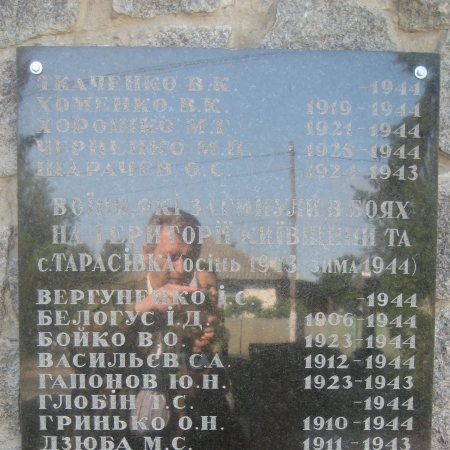 ТКАЧЕНКО В.К. -1944
ХОМЕНКО В.К. 1919-1944
ХОРОШКО М.Г. 1921-1944
ЧЕРНЕНКО М.П. 1925-1944
ШАРАЧЕВ О.С. 1924-1943
ВОЇНИ ЯКІ ЗАГИНУЛИ В БОЯХ
НА ТЕРИТОРІЇ КИЇВЩИНИ ТА
с.ТАРАСІВКА (осінь 1943 зима 1944)
ВЕРГУНЕНКО І.С. -1944
БЕЛОГУС І.Д. 1906-1944
БОЙКО В.О. 1923-1944
ВАСИЛЬЄВ С.А. 1912-1944
ГАПОНОВ Ю.Н. 1923-1943
ГЛОБІН Т.С. -1944
ГРИНЬКО О.Н. 1910-1944
ДЗЮБА М.С. 1911-1943